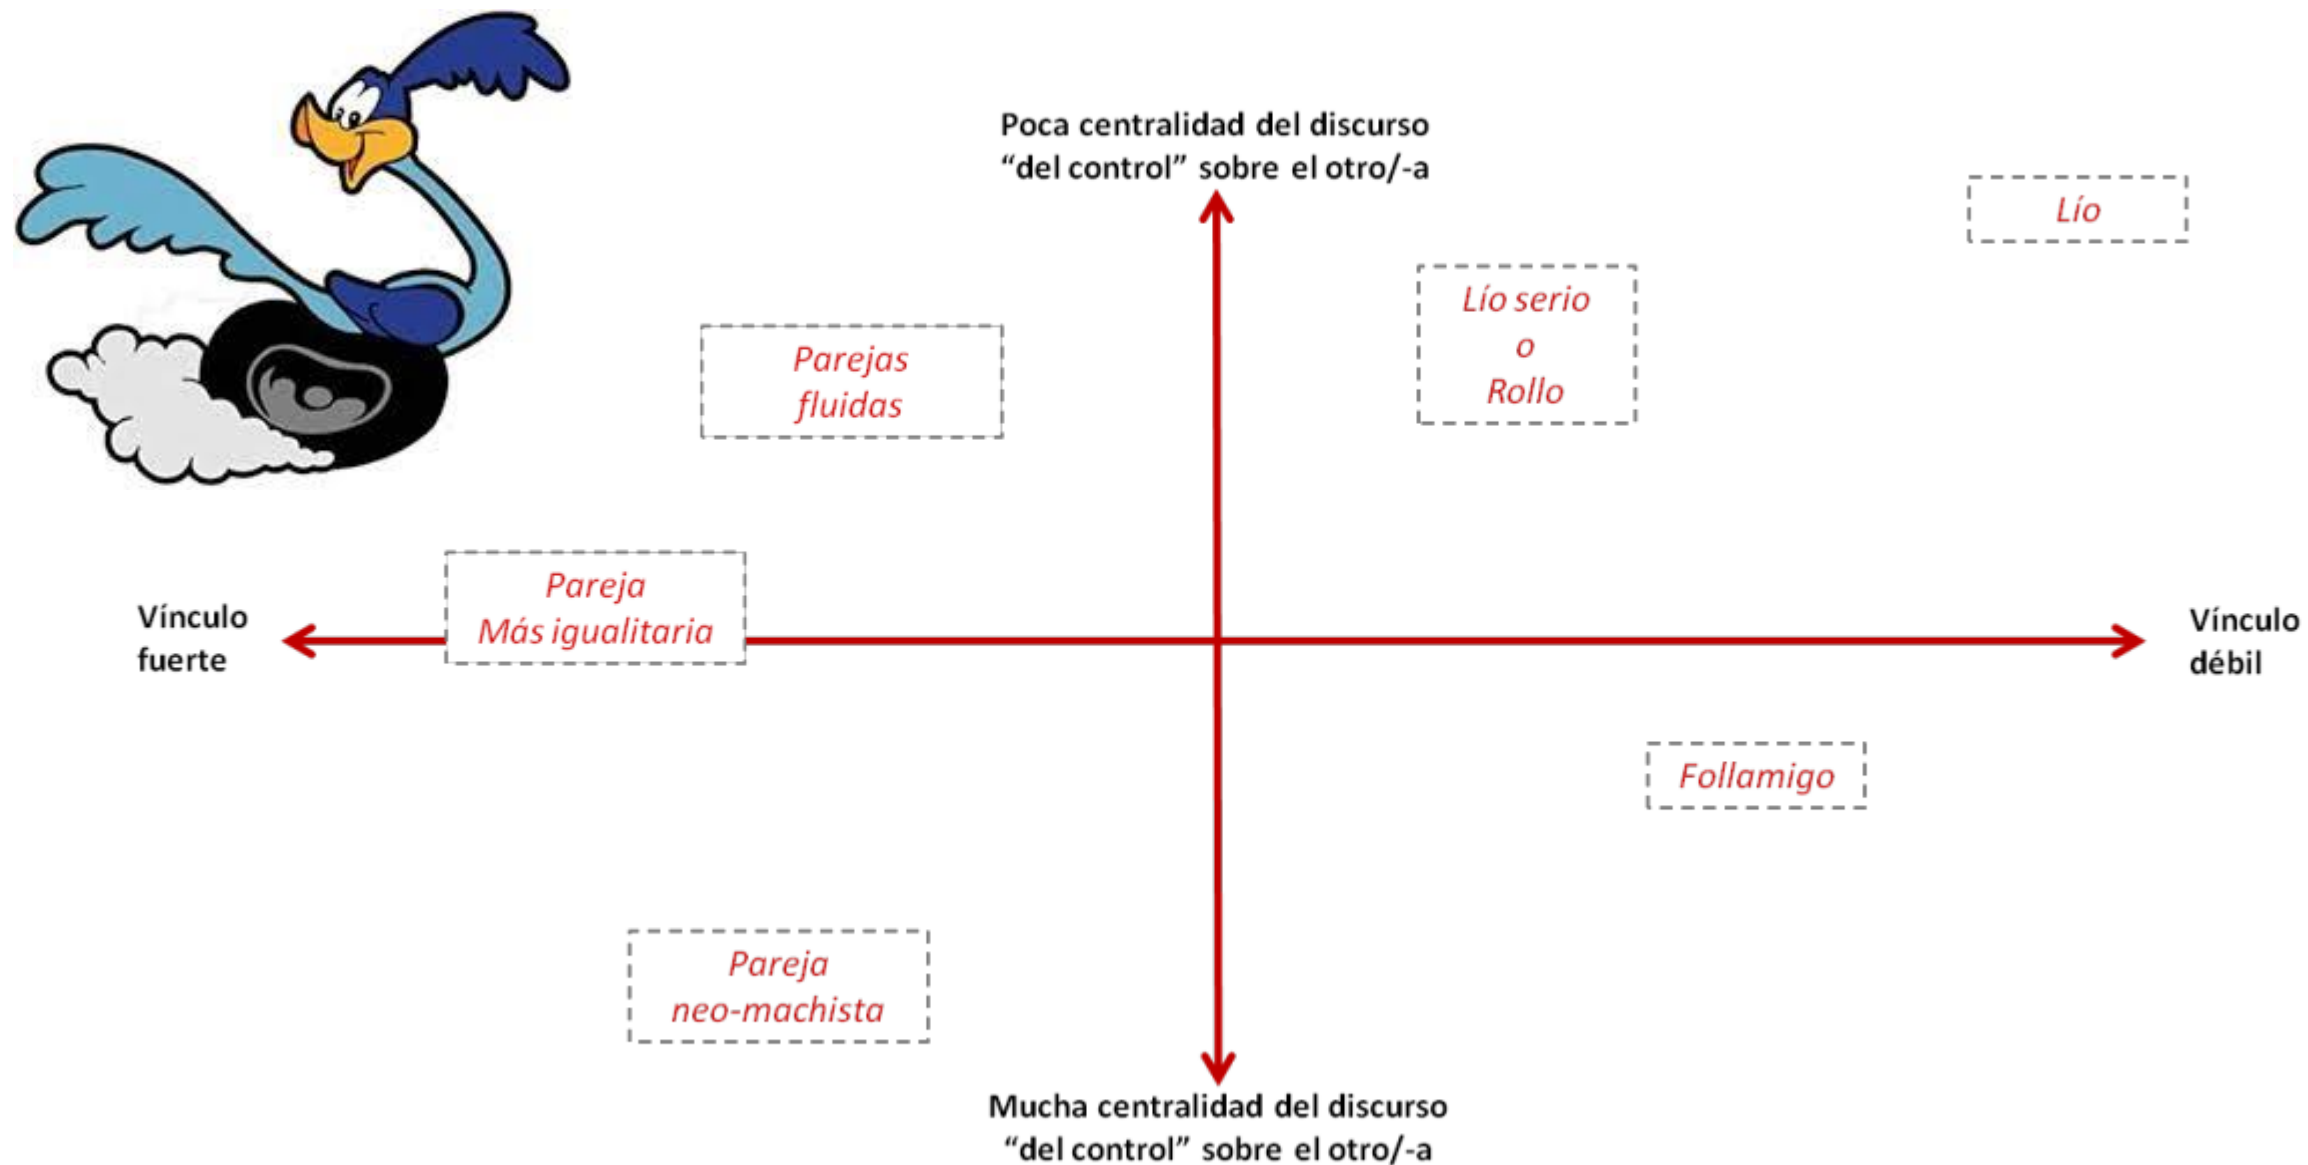 Poca centralidad del discurso
“del control” sobre el otro/-a
Lío
Lío serio
o
Rollo
Parejas
fluidas
Pareja
Más igualitaria
Vínculo
fuerte
Vínculo
débil
Follamigo
Pareja
neo-machista
Mucha centralidad del discurso
“del control” sobre el otro/-a